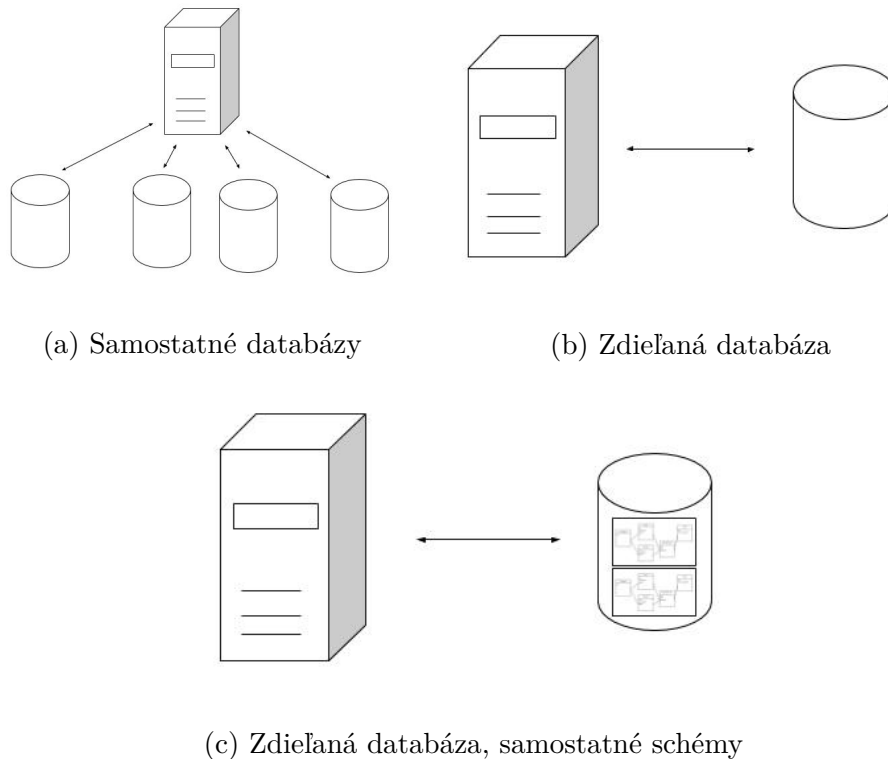 (a) Samostatné databázy
(b) Zdieľaná databáza
(c) Zdieľaná databáza, samostatné schémy